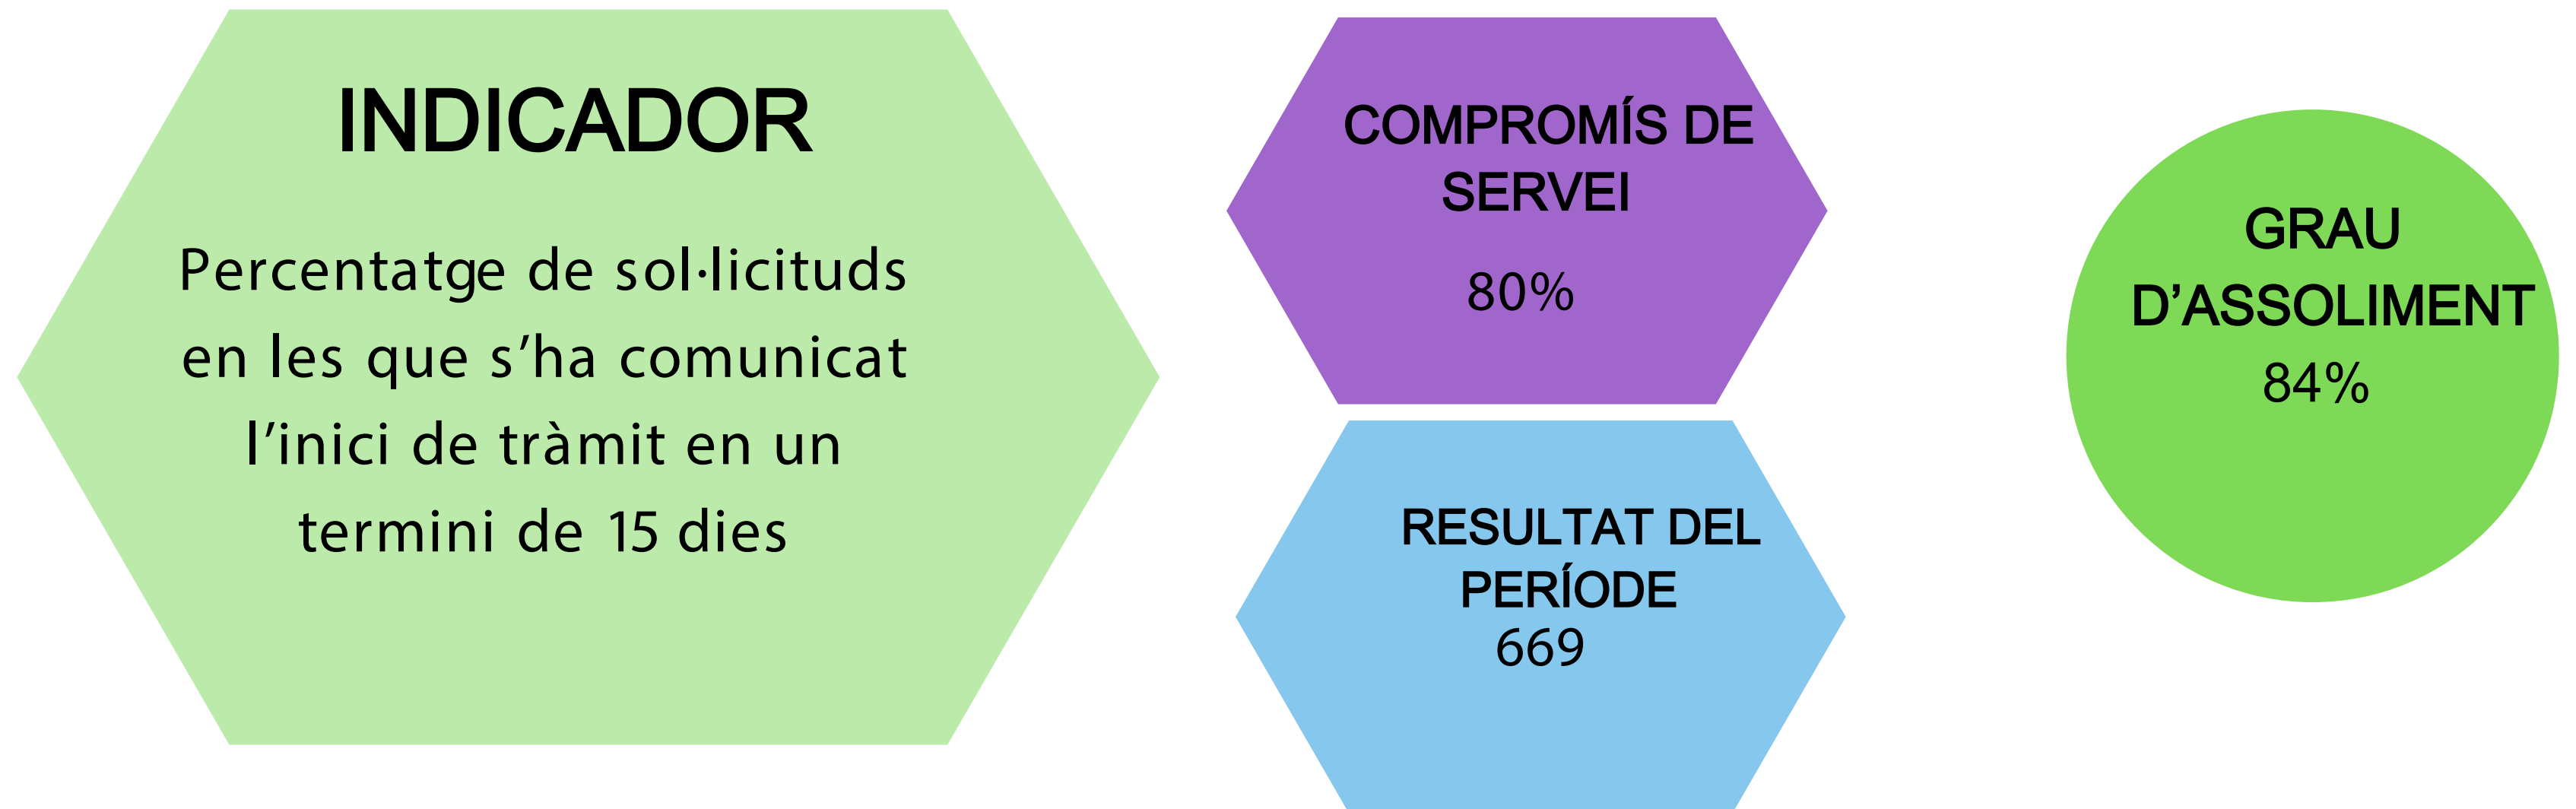 INDICADOR
Percentatge de sol·licituds
en les que s’ha comunicat
l’inici de tràmit en un
termini de 15 dies
COMPROMÍS DE
SERVEI
80%
RESULTAT DEL
PERÍODE
669
GRAU
D’ASSOLIMENT
84%